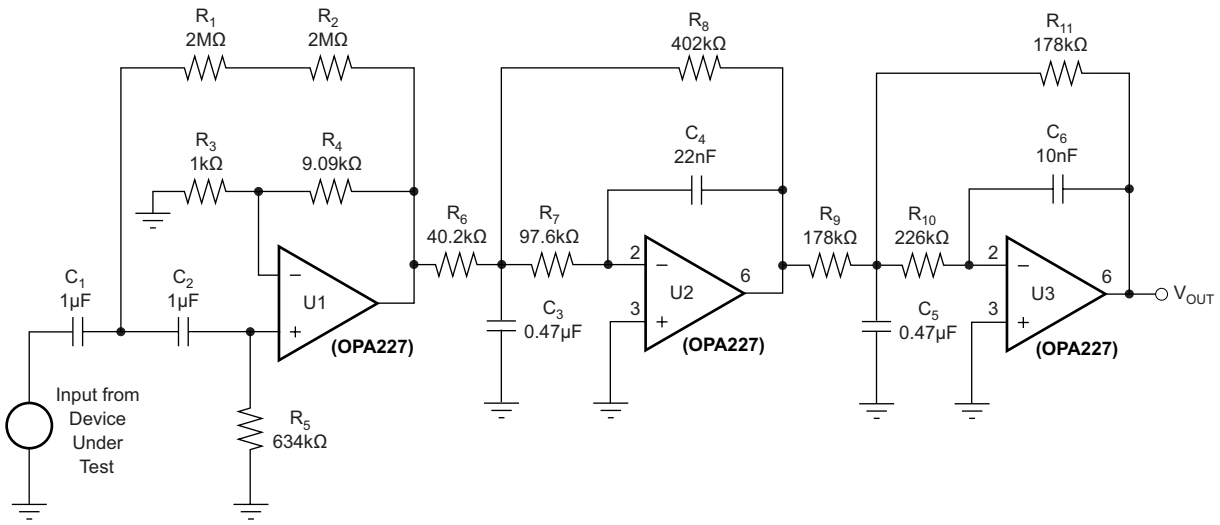 R₁
2MΩ
R₂
2MΩ
R₃
1kΩ
R₄
9.09kΩ
C₁
1µF
C₂
1µF
−
+
U1
(OPA227)
Input from
Device
Under
Test
R₅
634kΩ
R₆
40.2kΩ
R₇
97.6kΩ
R₈
402kΩ
C₄
22nF
C₃
0.47µF
2
3
−
+
U2
6
(OPA227)
R₉
178kΩ
R₁₀
226kΩ
R₁₁
178kΩ
C₆
10nF
C₅
0.47µF
2
3
−
+
U3
6
(OPA227)
V_OUT